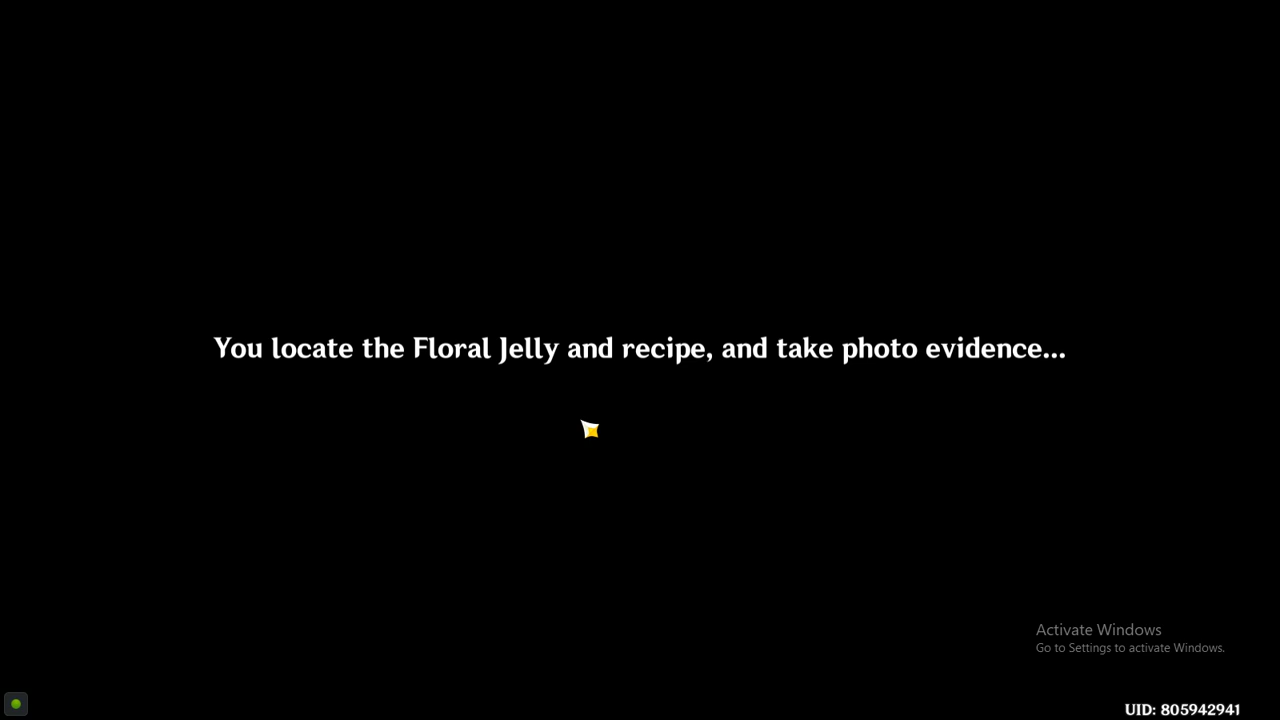 You locate the Floral Jelly and recipe, and take photo evidence...
Activate Windows
Go to Settings to activate Windows.
UID: 805942941